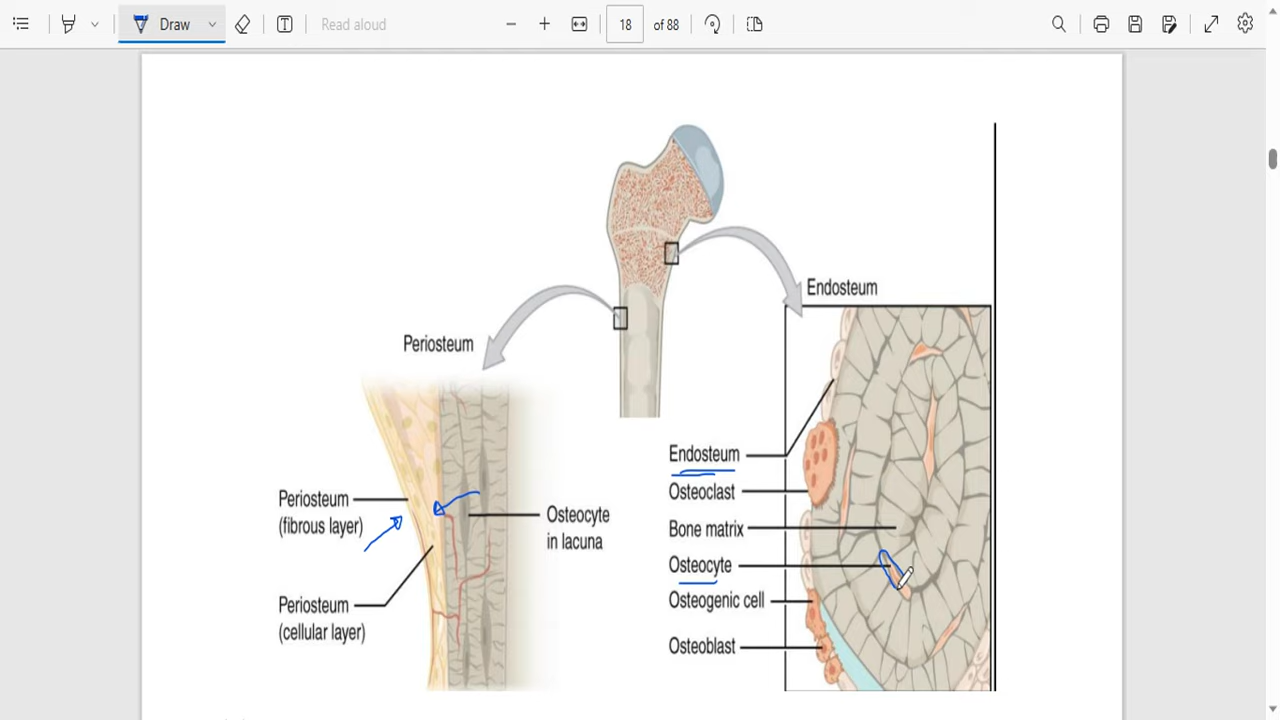 Draw
Read aloud
18 of 88
Endosteum
Periosteum
Endosteum
Osteoclast
Periosteum
(fibrous layer)
Osteocyte
in lacuna
Bone matrix
Osteocyte
Osteogenic cell
Periosteum
(cellular layer)
Osteoblast